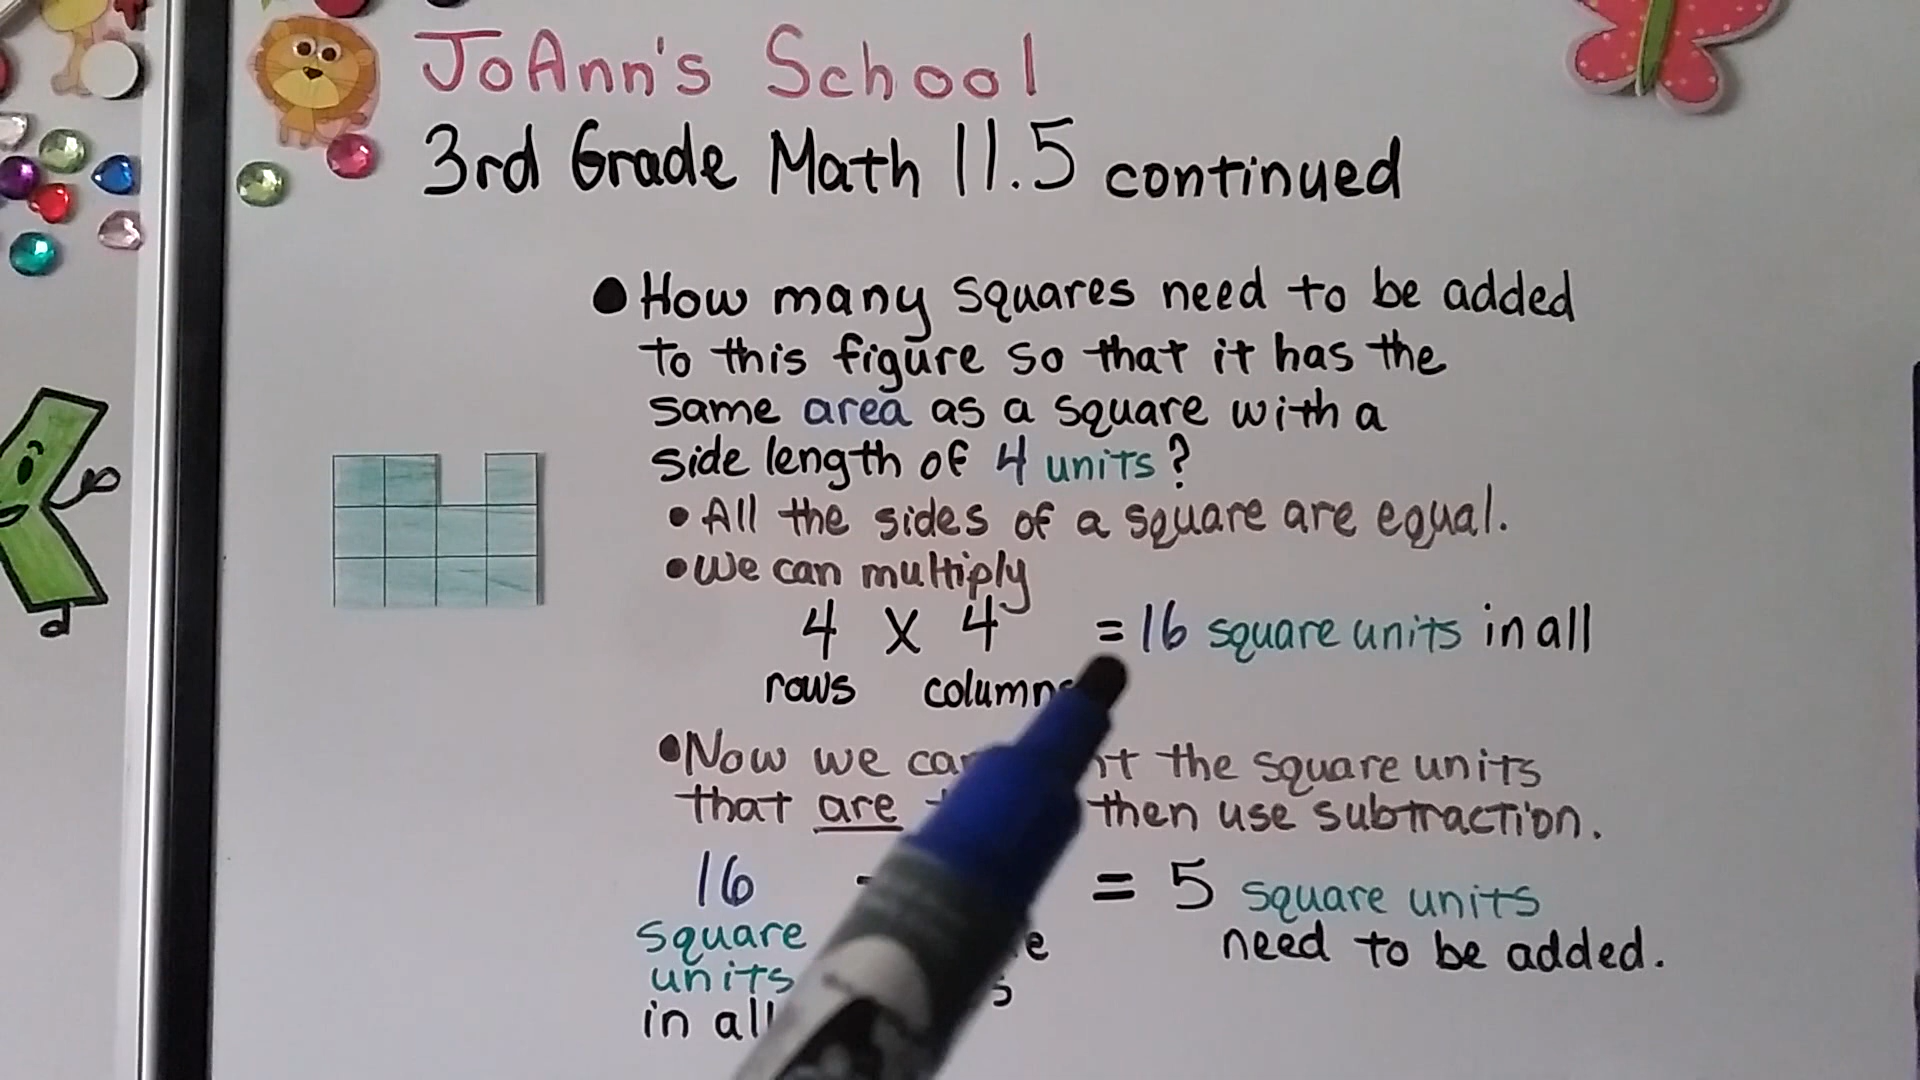 JoAnn's School
3rd Grade Math 11.5 continued
• How many squares need to be added
to this figure so that it has the
same area as a square with a
side length of 4 units?
• All the sides of a square are equal.
• We can multiply
4 x 4 = 16 square units in all
rows columns
• Now we the square units
that are then use subtraction.
16 - = 5 square units
square need to be added.
units
in all